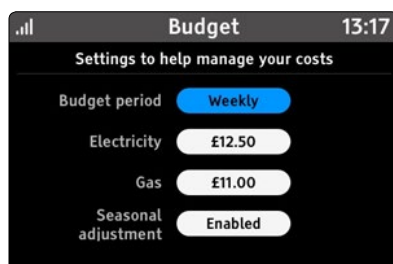 Budget 13:17
Settings to help manage your costs
Budget period Weekly
Electricity £12.50
Gas £11.00
Seasonal
adjustment Enabled